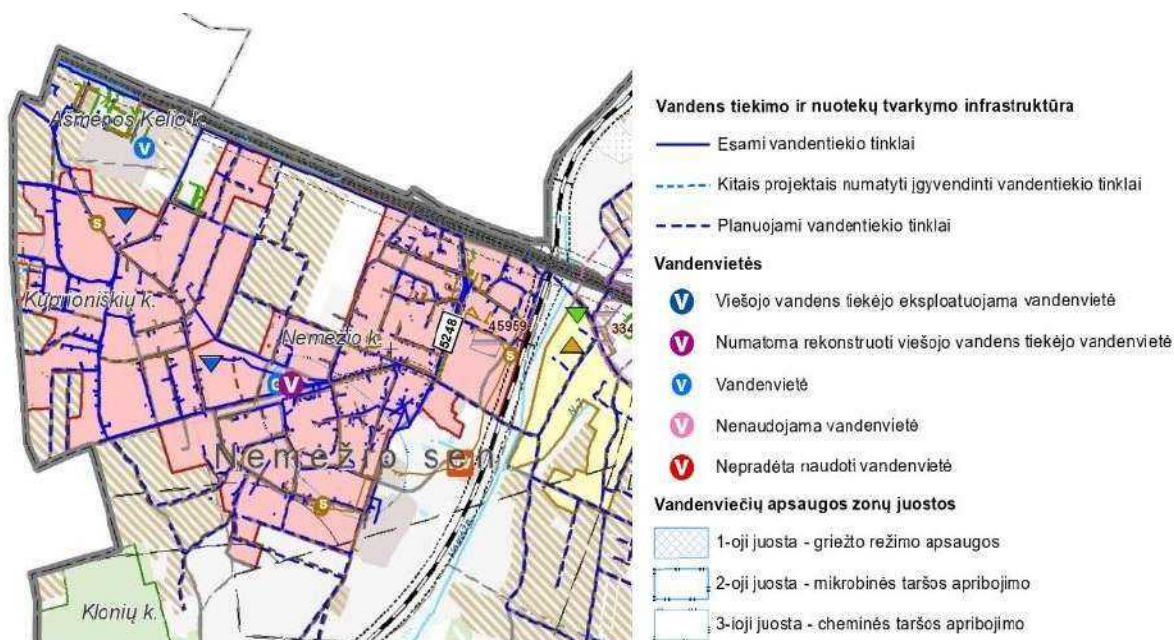 Ašmenos Kelio k.
V
S
Kuprioniškių k.
Nemėžio k.
5248
45959
334
S
V
Nemėžio sen
S
Klonių k.
Vandens tiekimo ir nuotekų tvarkymo infrastruktūra
Esami vandentiekio tinklai
Kitais projektais numatyti įgyvendinti vandentiekio tinklai
Planuojami vandentiekio tinklai
Vandenvietės
V Viešojo vandens tiekėjo eksploatuojama vandenvietė
V Numatoma rekonstruoti viešojo vandens tiekėjo vandenvietė
V Vandenvietė
V Nenaudojama vandenvietė
V Nepradėta naudoti vandenvietė
Vandenviečių apsaugos zonų juostos
1-oji juosta - griežto režimo apsaugos
2-oji juosta - mikrobinės taršos apribojimo
3-ioji juosta - cheminės taršos apribojimo